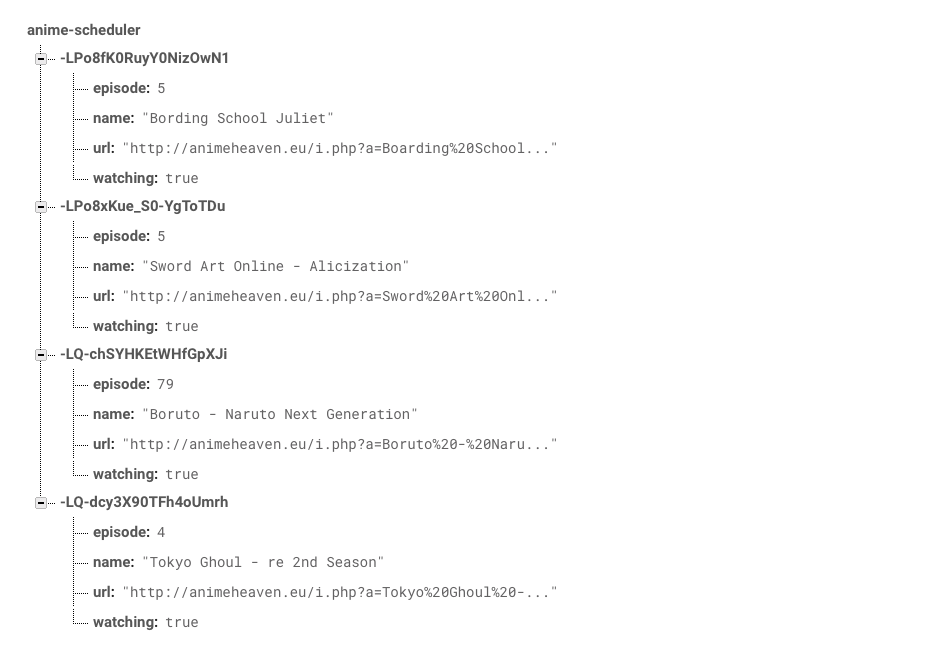 anime-scheduler
-LPo8fK0RuyY0NizOwN1
episode: 5
name: "Bording School Juliet"
url: "http://animeheaven.eu/i.php?a=Boarding%20School..."
watching: true
-LPo8xKue_S0-YgToTDu
episode: 5
name: "Sword Art Online - Alicization"
url: "http://animeheaven.eu/i.php?a=Sword%20Art%20Onl..."
watching: true
-LQ-chSYHKEtWHfGpXJi
episode: 79
name: "Boruto - Naruto Next Generation"
url: "http://animeheaven.eu/i.php?a=Boruto%20-%20Naru..."
watching: true
-LQ-dcy3X90TFh4oUmrh
episode: 4
name: "Tokyo Ghoul - re 2nd Season"
url: "http://animeheaven.eu/i.php?a=Tokyo%20Ghoul%20-..."
watching: true